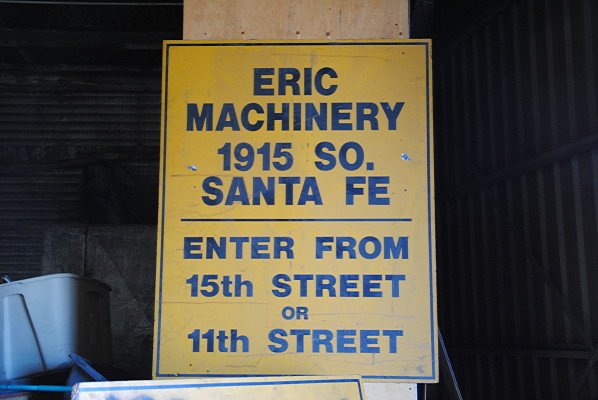 ERIC
MACHINERY
1915 SO.
SANTA FE
ENTER FROM
15th STREET
OR
11th STREET